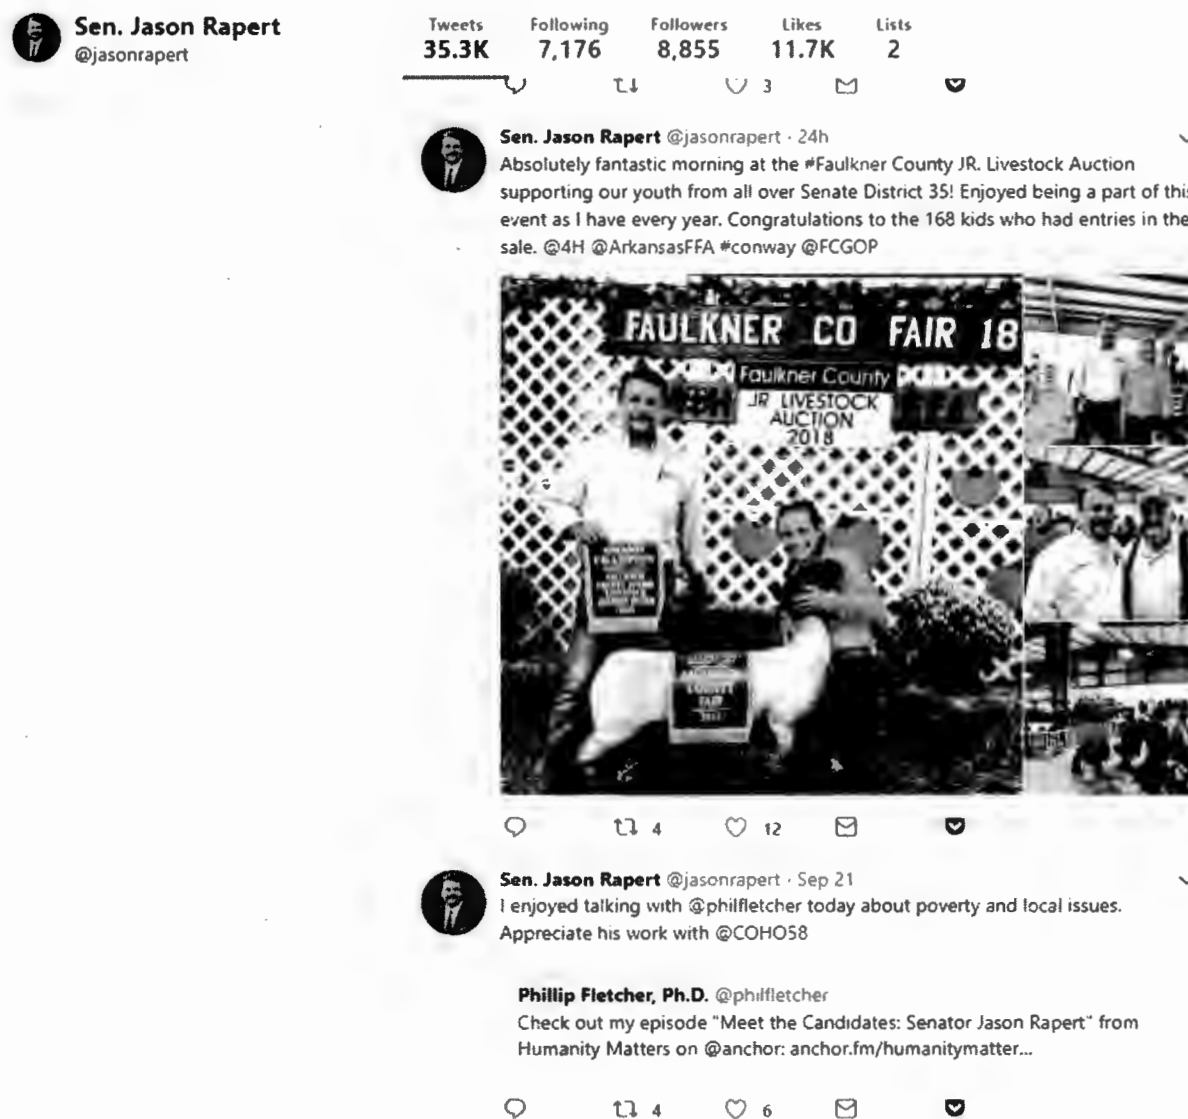 Sen. Jason Rapert
@jasonrapert
Tweets Following Followers Likes Lists
35.3K 7,176 8,855 11.7K 2
3
Sen. Jason Rapert @jasonrapert · 24h
Absolutely fantastic morning at the #Faulkner County JR. Livestock Auction
supporting our youth from all over Senate District 35! Enjoyed being a part of this
event as I have every year. Congratulations to the 168 kids who had entries in the
sale. @4H @ArkansasFFA #conway @FCGOP
FAULKNER CO FAIR 18
Faulkner County
JR LIVESTOCK
AUCTION
2018
FAIR
4 12
Sen. Jason Rapert @jasonrapert · Sep 21
I enjoyed talking with @philfletcher today about poverty and local issues.
Appreciate his work with @COHO58
Phillip Fletcher, Ph.D. @philfletcher
Check out my episode "Meet the Candidates: Senator Jason Rapert" from
Humanity Matters on @anchor: anchor.fm/humanitymatter...
4 6